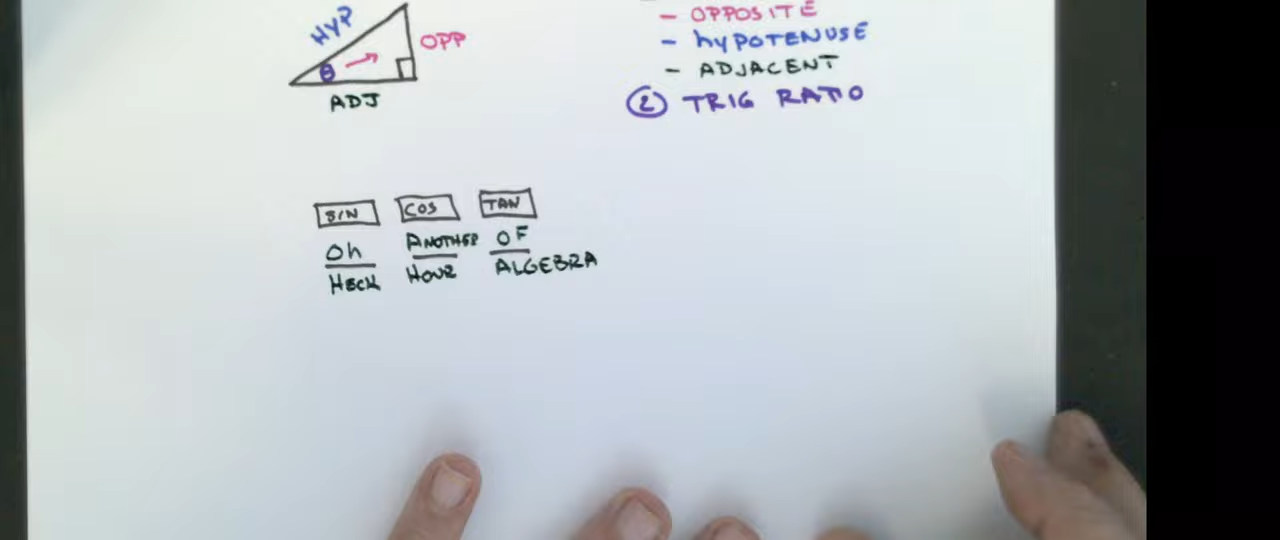 HYP
OPP
θ
ADJ
- OPPOSITE
- hYPOTENUSE
- ADJACENT
② TRIG RATIO
SIN COS TAN
Oh ANOTHER OF
HECK HOUR ALGEBRA